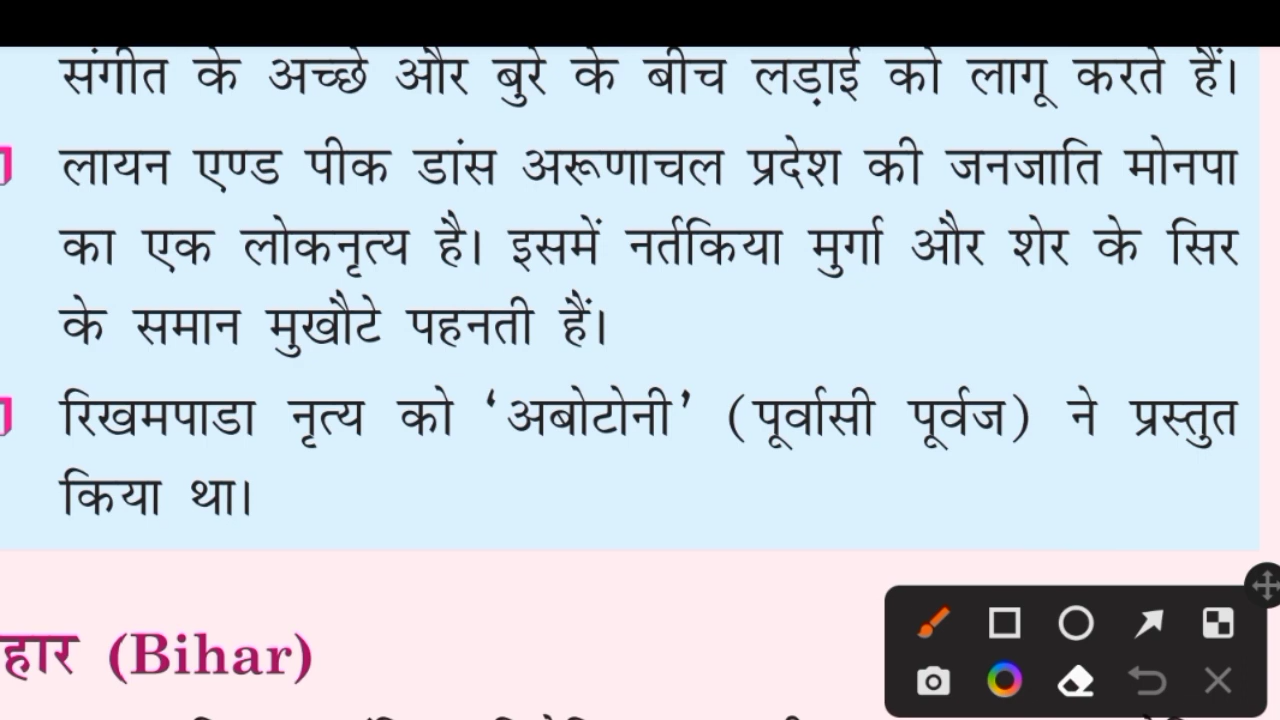 संगीत के अच्छे और बुरे के बीच लड़ाई को लागू करते हैं।
लायन एण्ड पीक डांस अरूणाचल प्रदेश की जनजाति मोनपा
का एक लोकनृत्य है। इसमें नर्तकिया मुर्गा और शेर के सिर
के समान मुखौटे पहनती हैं।
रिखमपाडा नृत्य को ‘अबोटोनी’ (पूर्वासी पूर्वज) ने प्रस्तुत
किया था।
हार (Bihar)